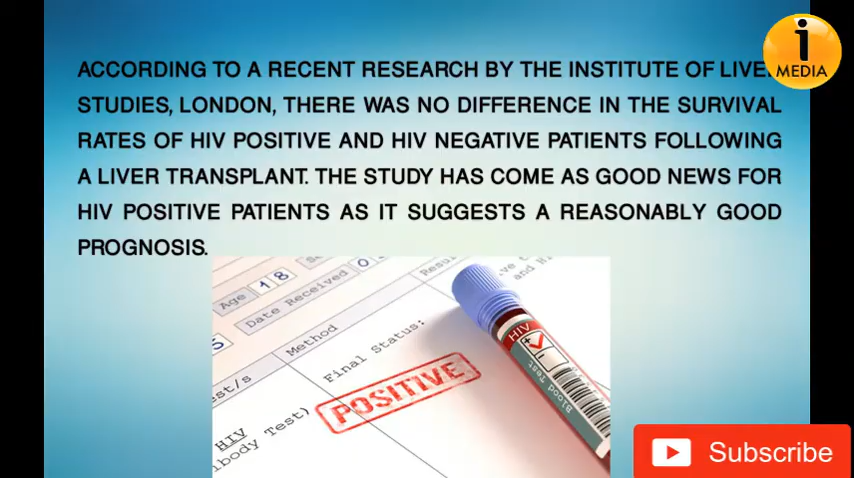 i
MEDIA
ACCORDING TO A RECENT RESEARCH BY THE INSTITUTE OF LIVER
STUDIES, LONDON, THERE WAS NO DIFFERENCE IN THE SURVIVAL
RATES OF HIV POSITIVE AND HIV NEGATIVE PATIENTS FOLLOWING
A LIVER TRANSPLANT. THE STUDY HAS COME AS GOOD NEWS FOR
HIV POSITIVE PATIENTS AS IT SUGGESTS A REASONABLY GOOD
PROGNOSIS.
Age 18
Date Received 0
Method
Final Status:
POSITIVE
HIV
Test)
and
HIV
+
-
Blood Test
Subscribe